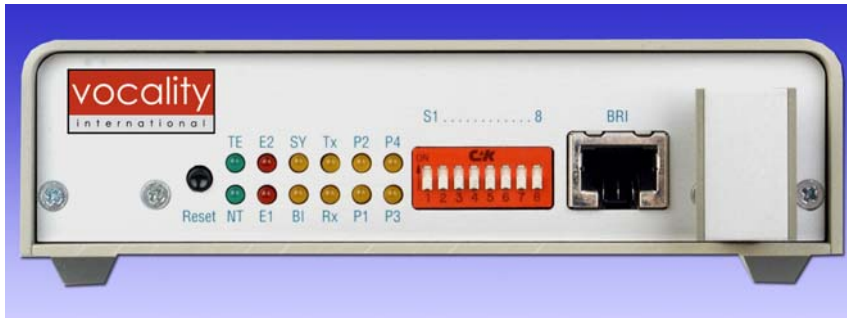 vocality
international
S1 ............ 8
BRI
TE E2 SY Tx P2 P4
ON
C&K
1 2 3 4 5 6 7 8
Reset NT E1 BI Rx P1 P3